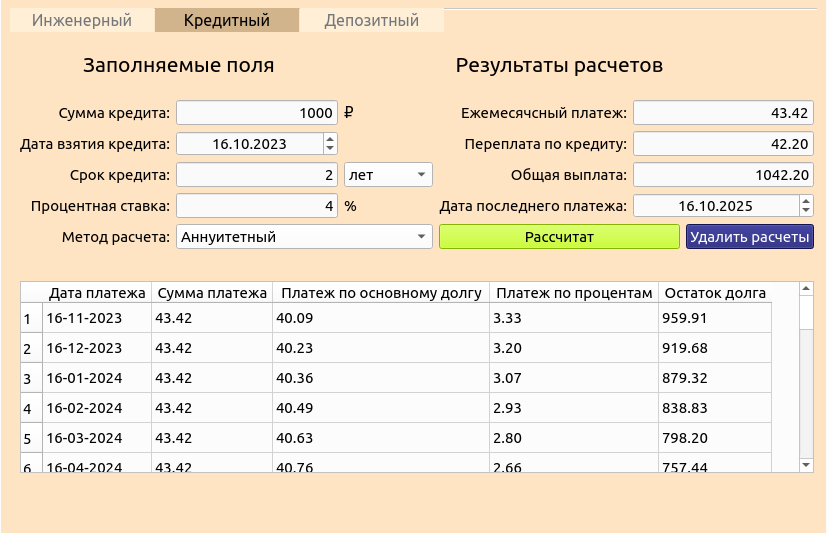 Инженерный Кредитный Депозитный
Заполняемые поля Результаты расчетов
Сумма кредита: 1000 ₽ Ежемесячсный платеж: 43.42
Дата взятия кредита: 16.10.2023 Переплата по кредиту: 42.20
Срок кредита: 2 лет Общая выплата: 1042.20
Процентная ставка: 4 % Дата последнего платежа: 16.10.2025
Метод расчета: Аннуитетный Рассчитат Удалить расчеты
Дата платежа Сумма платежа Платеж по основному долгу Платеж по процентам Остаток долга
1 16-11-2023 43.42 40.09 3.33 959.91
2 16-12-2023 43.42 40.23 3.20 919.68
3 16-01-2024 43.42 40.36 3.07 879.32
4 16-02-2024 43.42 40.49 2.93 838.83
5 16-03-2024 43.42 40.63 2.80 798.20
6 16-04-2024 43.42 40.76 2.66 757.44